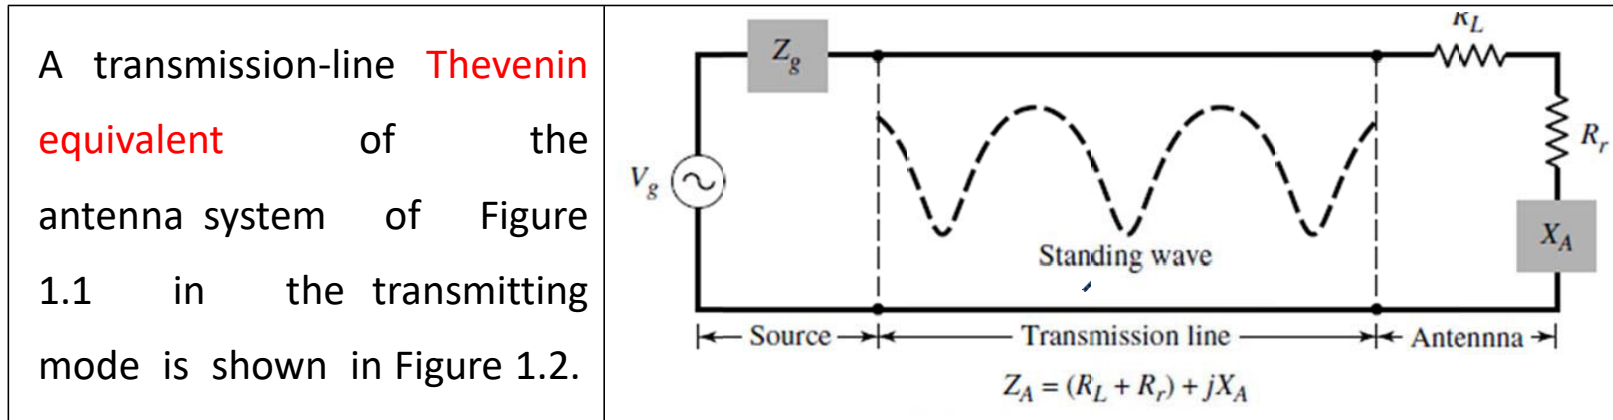 A transmission-line Thevenin
equivalent of the
antenna system of Figure
1.1 in the transmitting
mode is shown in Figure 1.2.
Z_g
R_L
V_g
R_r
X_A
Standing wave
Source
Transmission line
Antennna
Z_A = (R_L + R_r) + jX_A